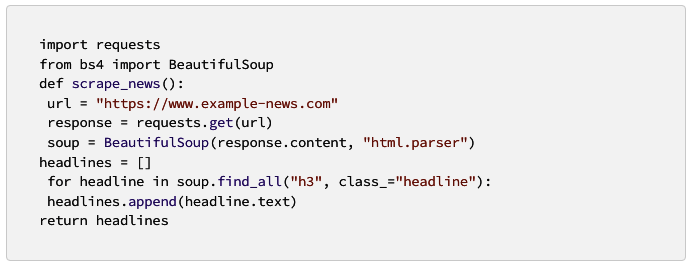 import requests
from bs4 import BeautifulSoup
def scrape_news():
 url = "https://www.example-news.com"
 response = requests.get(url)
 soup = BeautifulSoup(response.content, "html.parser")
headlines = []
 for headline in soup.find_all("h3", class_="headline"):
 headlines.append(headline.text)
return headlines